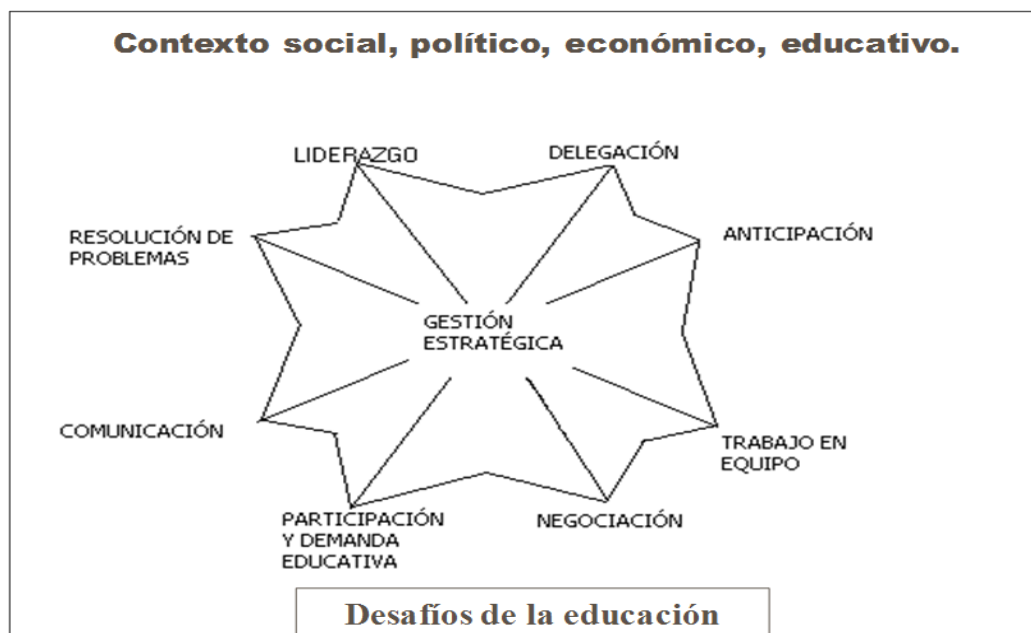 Contexto social, político, económico, educativo.
LIDERAZGO
DELEGACIÓN
RESOLUCIÓN DE
PROBLEMAS
ANTICIPACIÓN
GESTIÓN
ESTRATÉGICA
COMUNICACIÓN
TRABAJO EN
EQUIPO
PARTICIPACIÓN
Y DEMANDA
EDUCATIVA
NEGOCIACIÓN
Desafíos de la educación